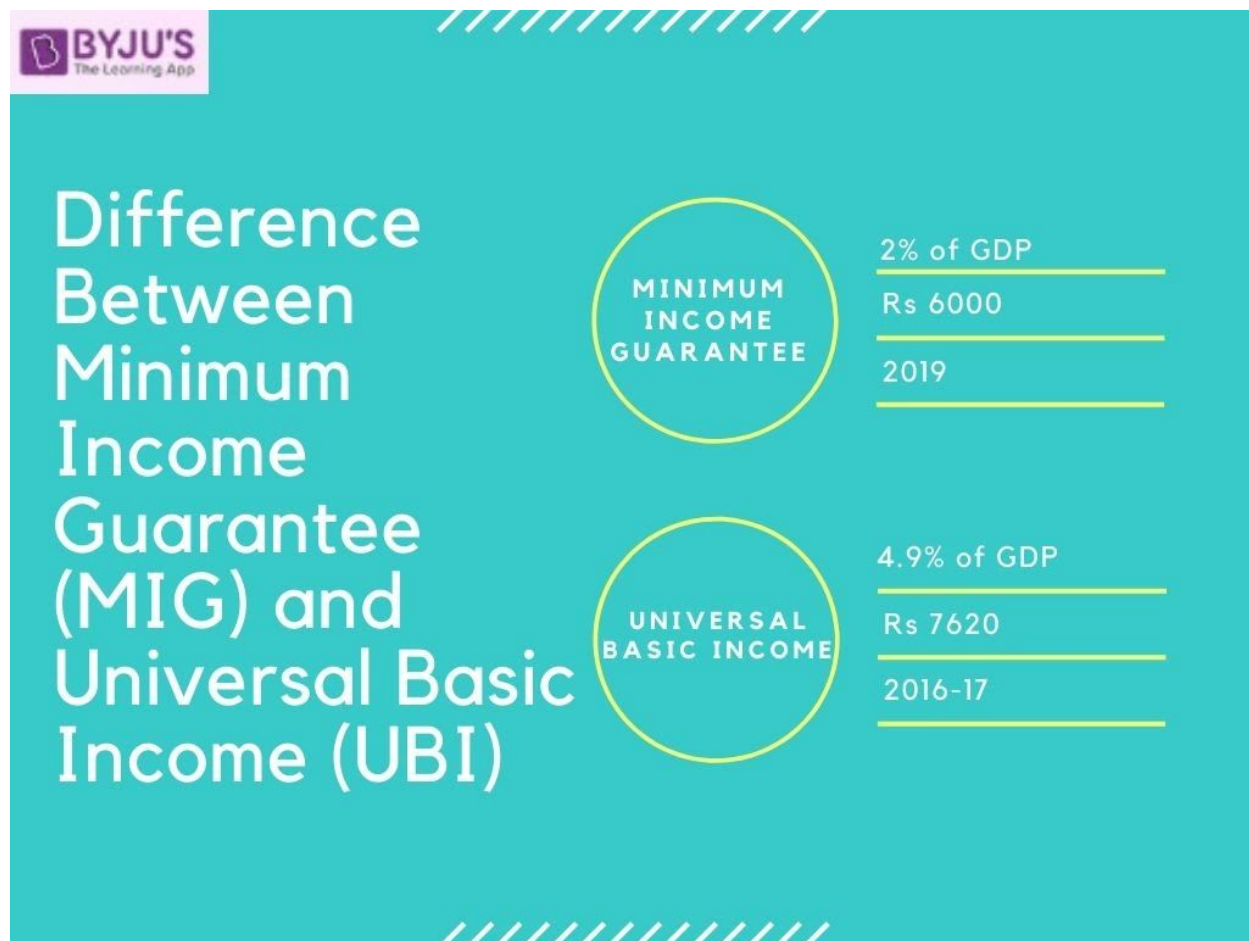 BYJU'S
The Learning App
Difference
Between
Minimum
Income
Guarantee
(MIG) and
Universal Basic
Income (UBI)
MINIMUM
INCOME
GUARANTEE
2% of GDP
Rs 6000
2019
UNIVERSAL
BASIC INCOME
4.9% of GDP
Rs 7620
2016-17